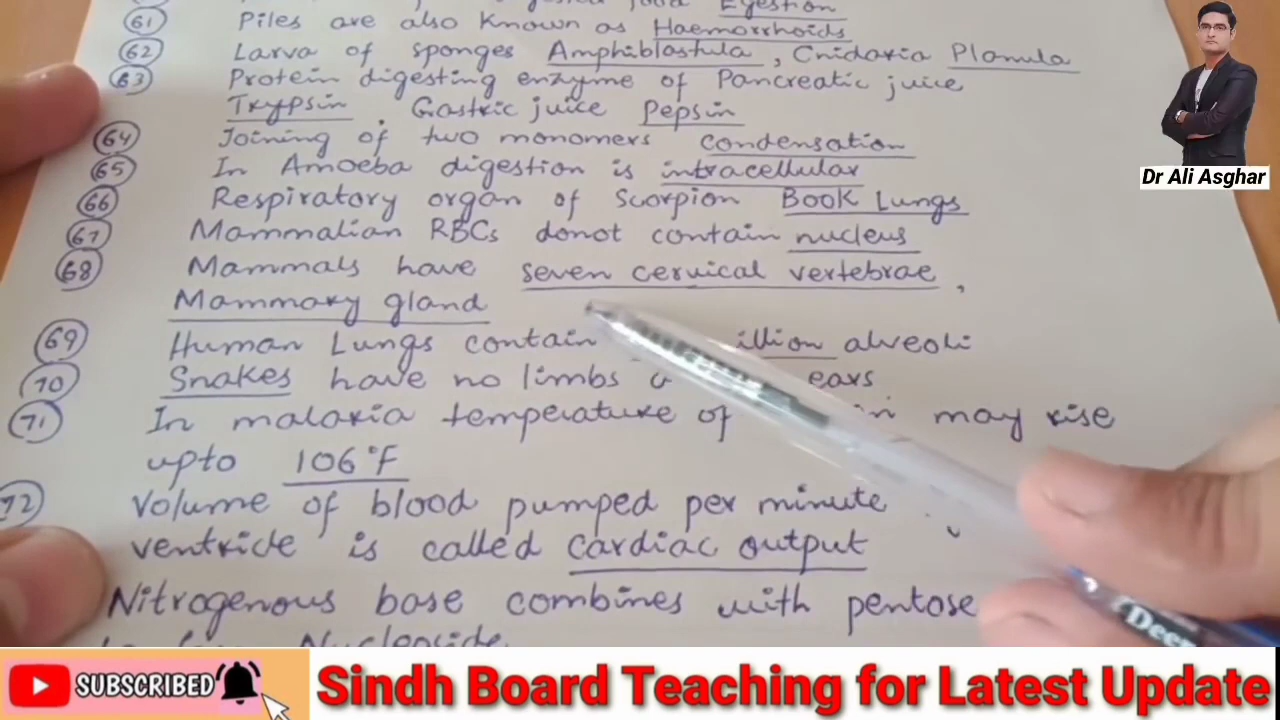 Egestion
61 Piles are also known as Haemorrhoids
62 Larva of sponges Amphiblastula, Cnidaria Planula
63 Protein digesting enzyme of Pancreatic juice
Trypsin Gastric juice Pepsin
64 Joining of two monomers condensation
65 In Amoeba digestion is intracellular
66 Respiratory organ of Scorpion Book Lungs
67 Mammalian RBCs donot contain nucleus
68 Mammals have seven cervical vertebrae,
Mammary gland
69 Human Lungs contain illion alveoli
70 Snakes have no limbs ears
71 In malaria temperature of may rise
upto 106°F
72 Volume of blood pumped per minute
ventricle is called cardiac output
Nitrogenous base combines with pentose
Nucleoside
Dr Ali Asghar
Deer
SUBSCRIBED Sindh Board Teaching for Latest Update